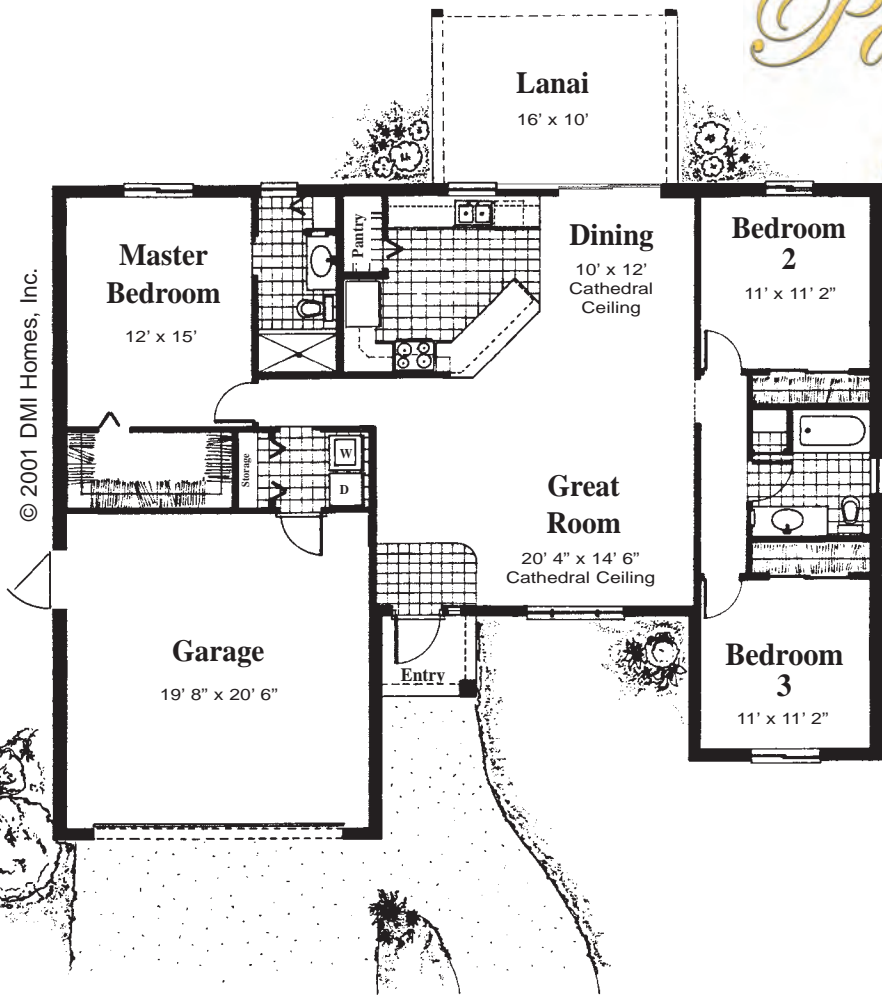 Lanai
16’ x 10’
Master
Bedroom
12’ x 15’
Pantry
Dining
10’ x 12’
Cathedral
Ceiling
Bedroom
2
11’ x 11’ 2”
© 2001 DMI Homes, Inc.
Storage
W
D
Great
Room
20’ 4” x 14’ 6”
Cathedral Ceiling
Garage
19’ 8” x 20’ 6”
Entry
Bedroom
3
11’ x 11’ 2”